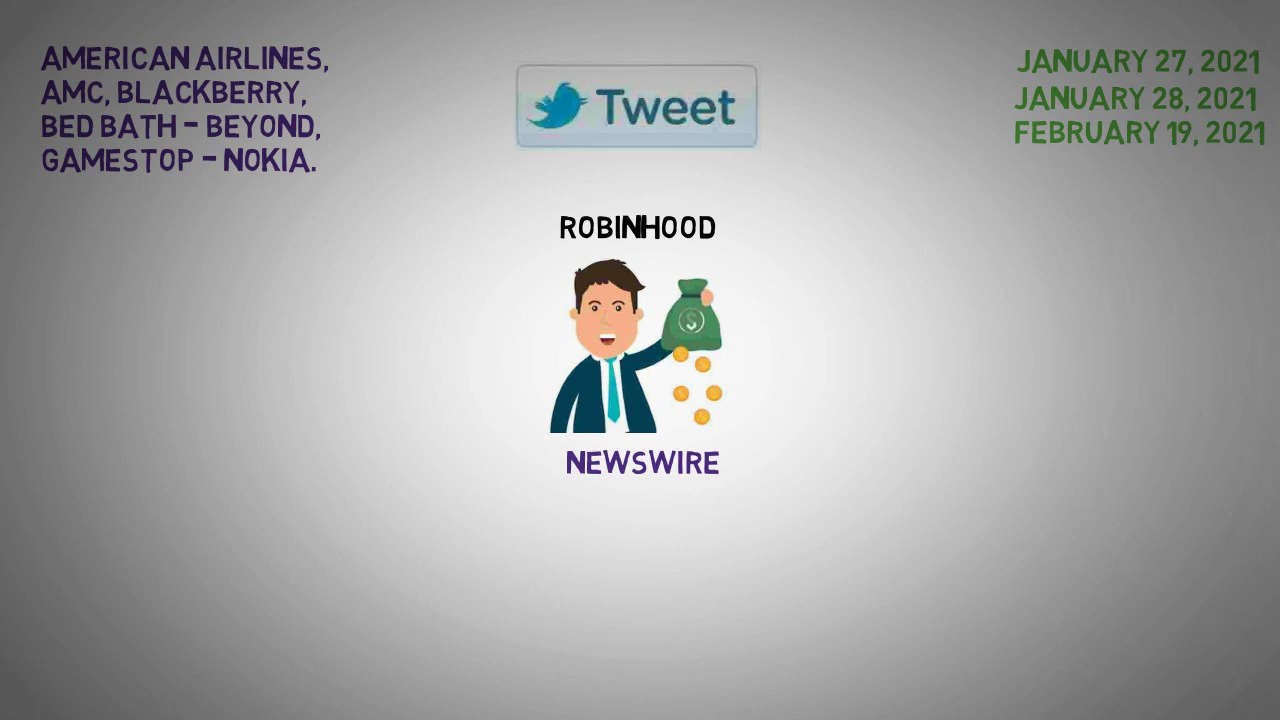 AMERICAN AIRLINES,
AMC, BLACKBERRY,
BED BATH - BEYOND,
GAMESTOP - NOKIA.
Tweet
JANUARY 27, 2021
JANUARY 28, 2021
FEBRUARY 19, 2021
ROBINHOOD
$
NEWSWIRE